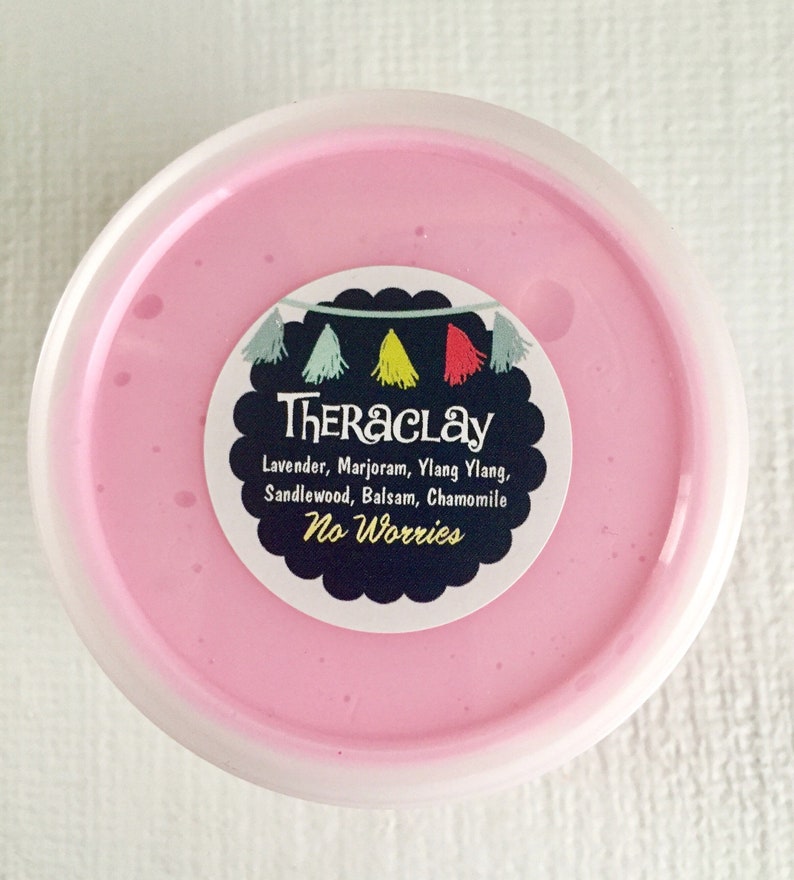 Theraclay
Lavender, Marjoram, Ylang Ylang,
Sandlewood, Balsam, Chamomile
No Worries